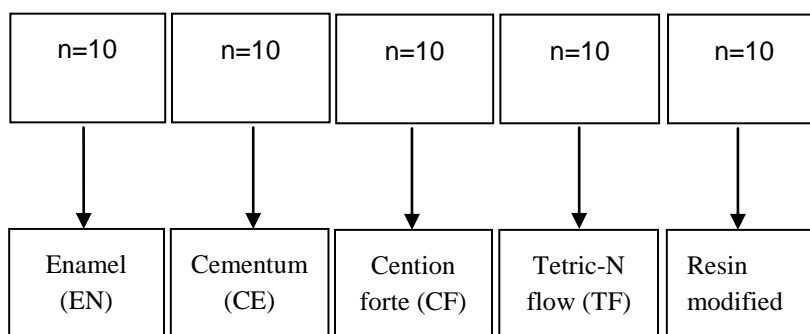 n=10 n=10 n=10 n=10 n=10
Enamel
(EN)
Cementum
(CE)
Cention
forte (CF)
Tetric-N
flow (TF)
Resin
modified